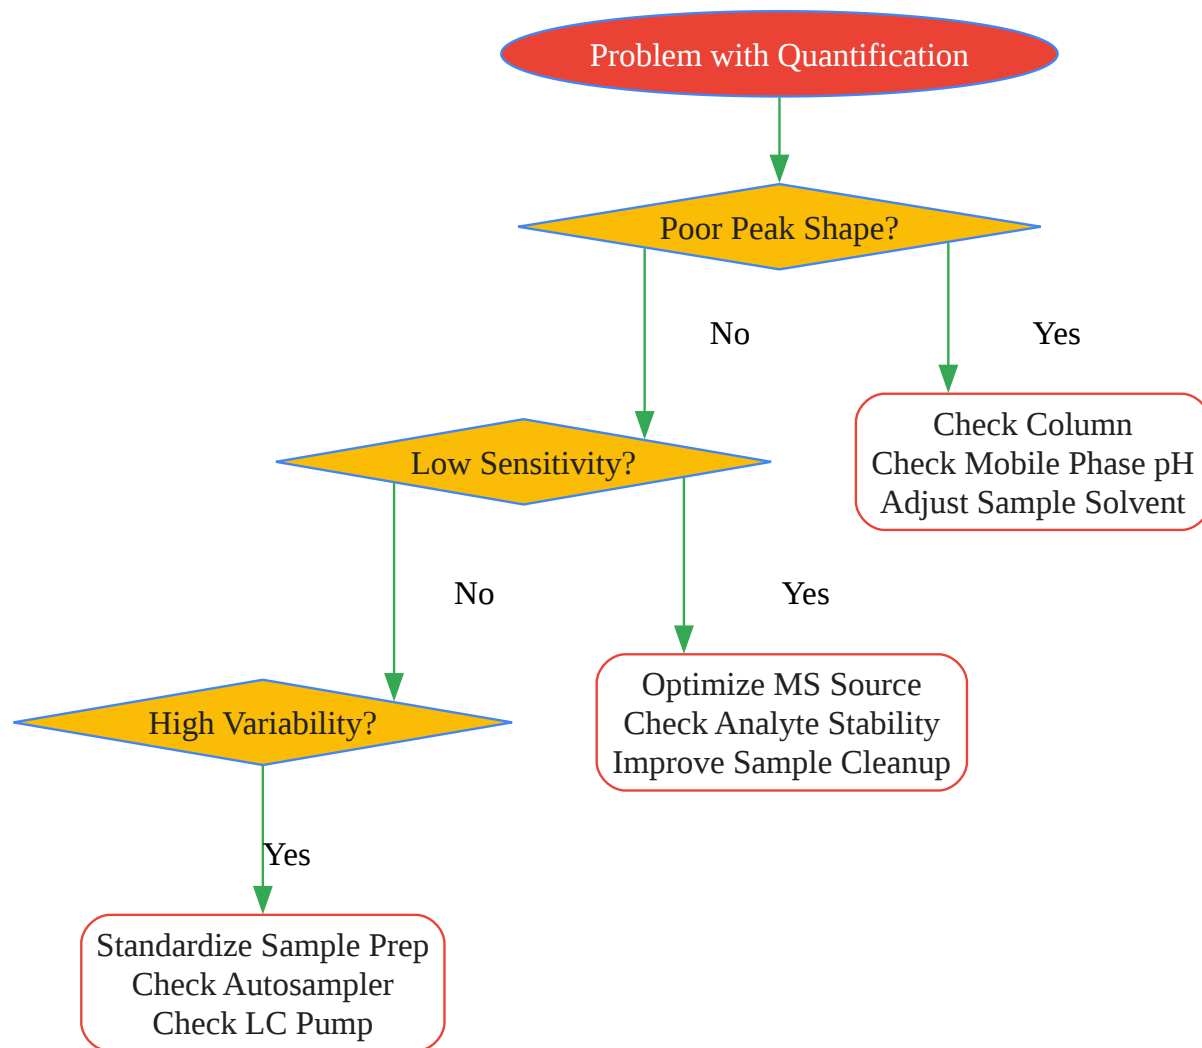 Problem with Quantification
Poor Peak Shape?
No
Yes
Check Column
Check Mobile Phase pH
Adjust Sample Solvent
Low Sensitivity?
No
Yes
Optimize MS Source
Check Analyte Stability
Improve Sample Cleanup
High Variability?
Yes
Standardize Sample Prep
Check Autosampler
Check LC Pump